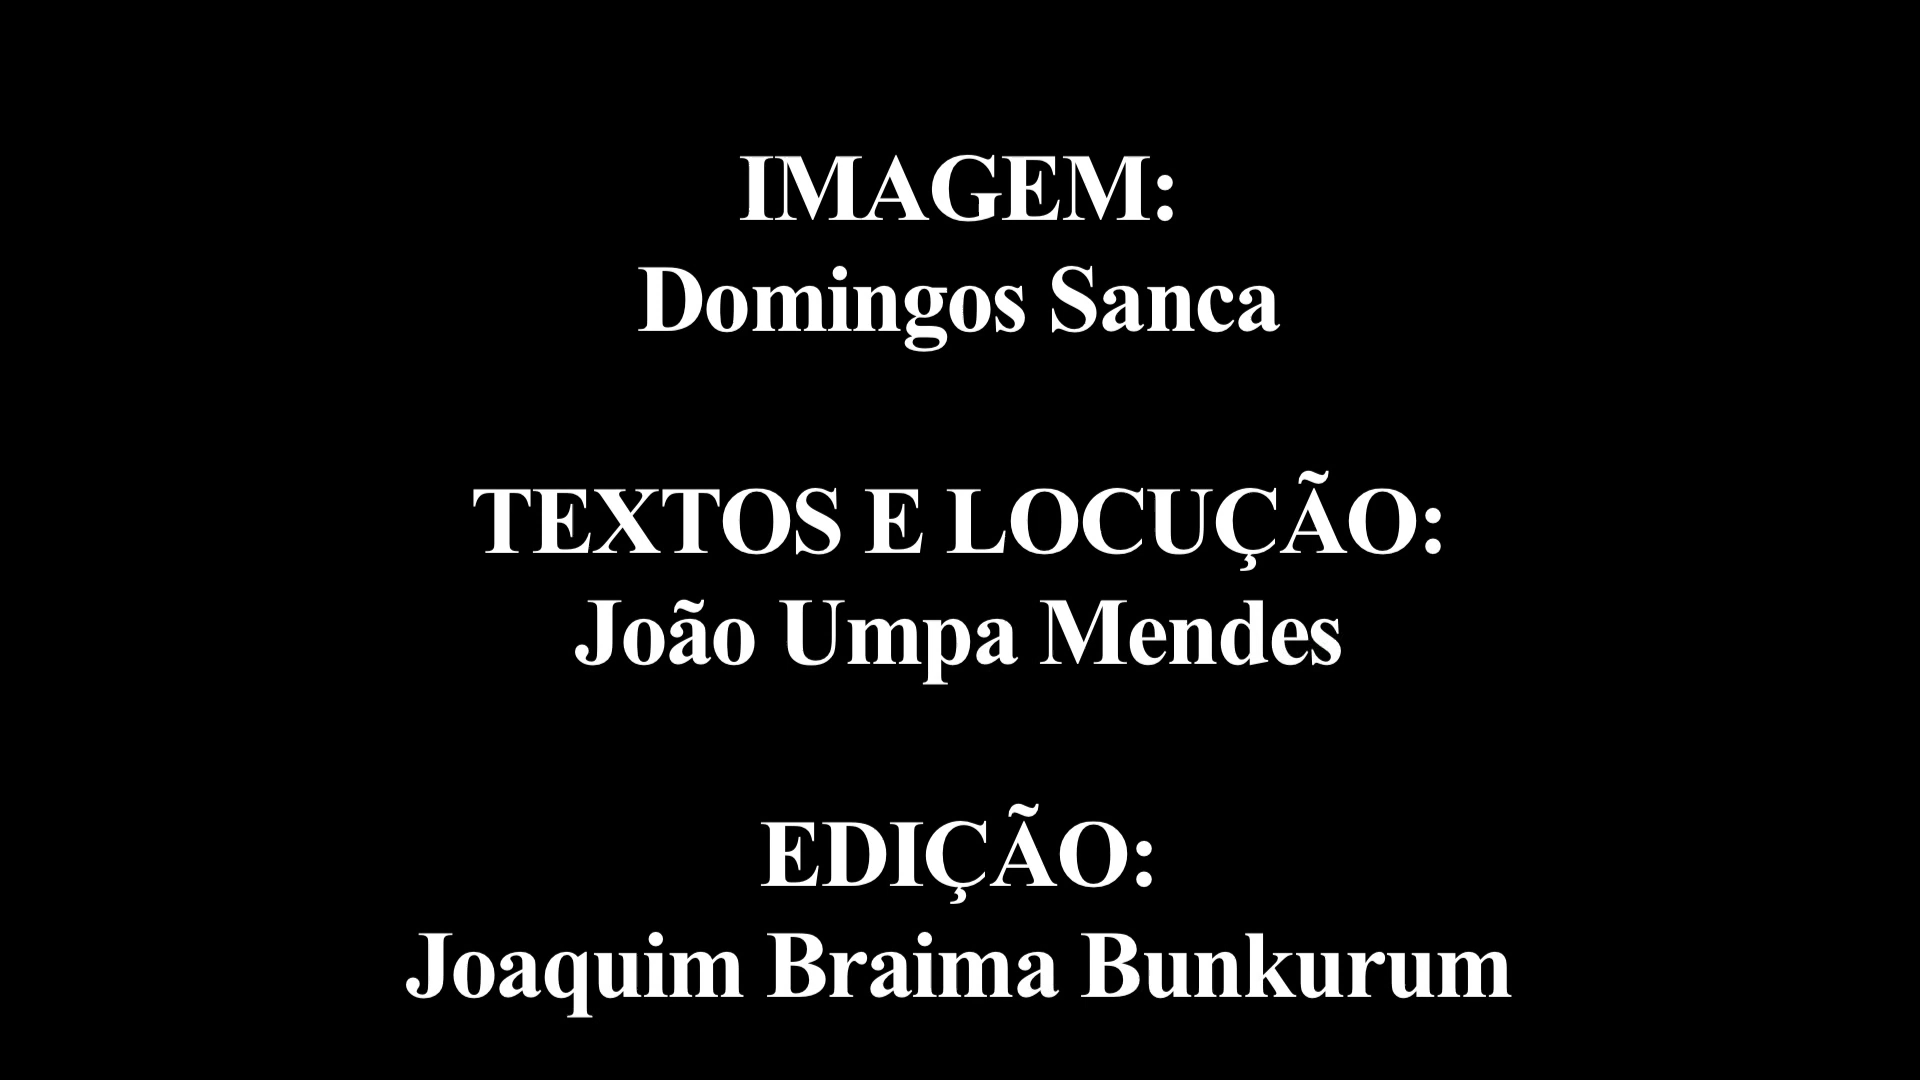 IMAGEM:
Domingos Sanca
TEXTOS E LOCUÇÃO:
João Umpa Mendes
EDIÇÃO:
Joaquim Braima Bunkurum